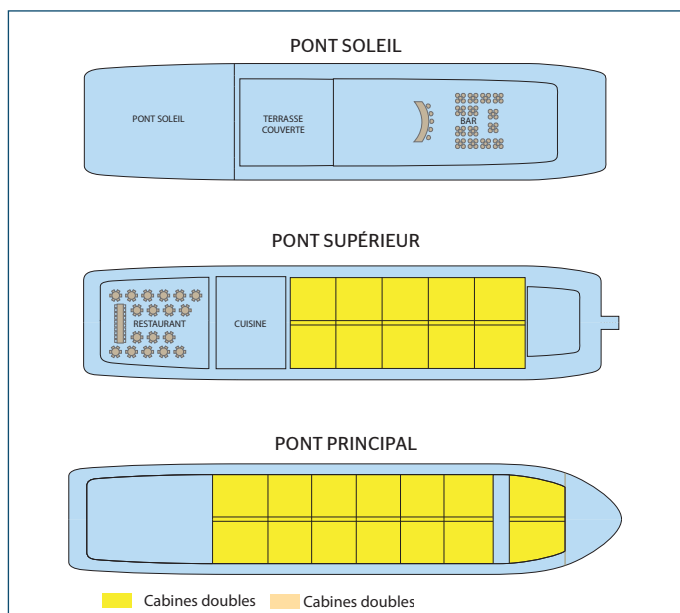 PONT SOLEIL
PONT SOLEIL
TERRASSE
COUVERTE
BAR
PONT SUPÉRIEUR
RESTAURANT
CUISINE
PONT PRINCIPAL
Cabines doubles
Cabines doubles